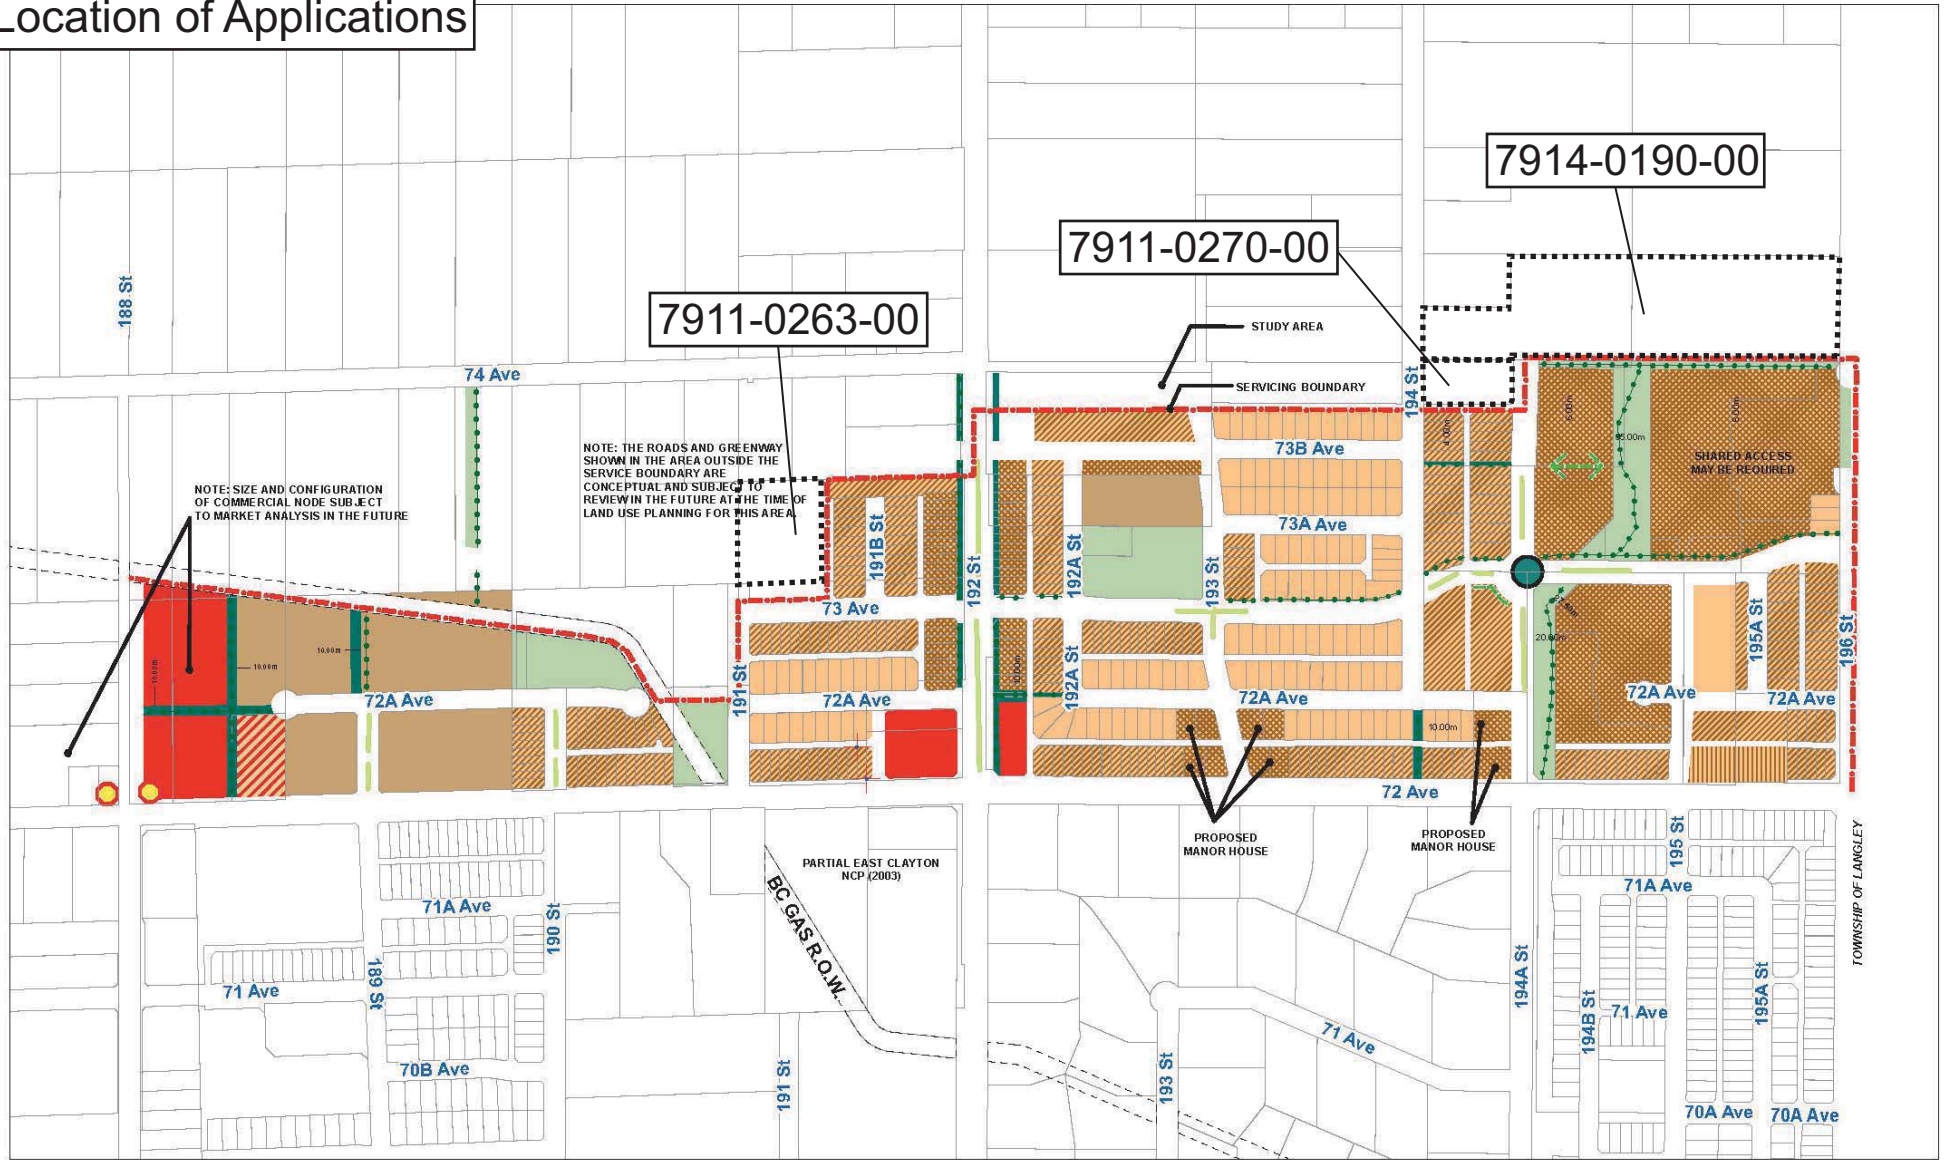 Location of Applications
7914-0190-00
7911-0270-00
7911-0263-00
188 St
STUDY AREA
SERVICING BOUNDARY
74 Ave
194 St
NOTE: THE ROADS AND GREENWAY
SHOWN IN THE AREA OUTSIDE THE
SERVICE BOUNDARY ARE
CONCEPTUAL AND SUBJECT TO
REVIEW IN THE FUTURE AT THE TIME OF
LAND USE PLANNING FOR THIS AREA.
NOTE: SIZE AND CONFIGURATION
OF COMMERCIAL NODE SUBJECT
TO MARKET ANALYSIS IN THE FUTURE
73B Ave
SHARED ACCESS
MAY BE REQUIRED
73A Ave
191B St
192 St
192A St
193 St
73 Ave
195A St
196 St
20.00m
10.00m
10.00m
191 St
192A St
72A Ave
72A Ave
72A Ave
72A Ave
72A Ave
10.00m
72 Ave
PROPOSED
MANOR HOUSE
PROPOSED
MANOR HOUSE
PARTIAL EAST CLAYTON
NCP (2003)
BC GAS R.O.W.
TOWNSHIP OF LANGLEY
195 St
71A Ave
71A Ave
190 St
189 St
71 Ave
194A St
194B St
195A St
71 Ave
71 Ave
70B Ave
191 St
193 St
70A Ave
70A Ave